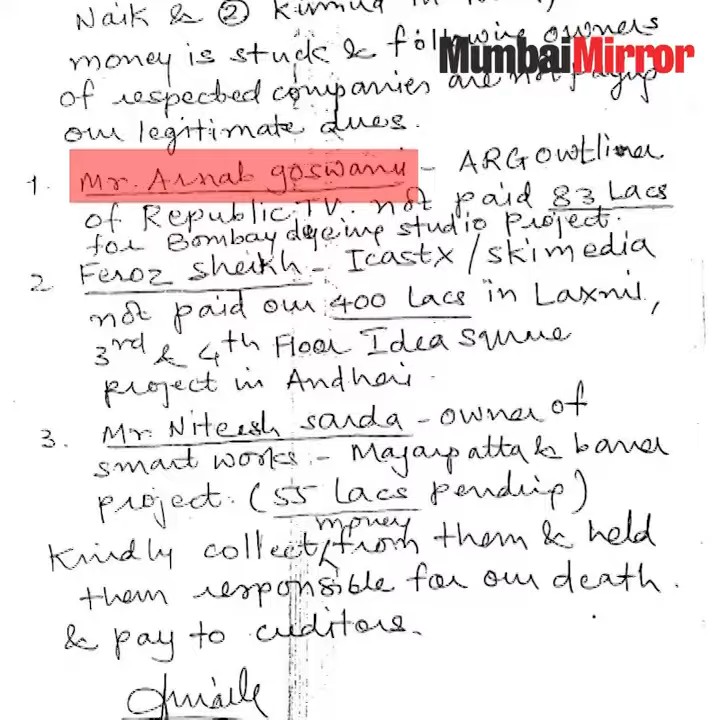 Naik & ② Kumud
money is stuck & following owners
MumbaiMirror
of respected companies are not paying
our legitimate dues.
1. Mr. Arnab goswami - ARG Outlier
of Republic TV. not paid 83 Lacs
for Bombay dyeing studio project.
2. Feroz sheikh - Icastx / skimedia
not paid our 400 Lacs in Laxmi,
3rd & 4th Floor Idea Square
project in Andheri.
3. Mr. Niteesh sarda - owner of
smart works - Magarpatta & baner
project. (55 lacs pending)
Kindly collect money from them & held
them responsible for our death.
& pay to creditors.